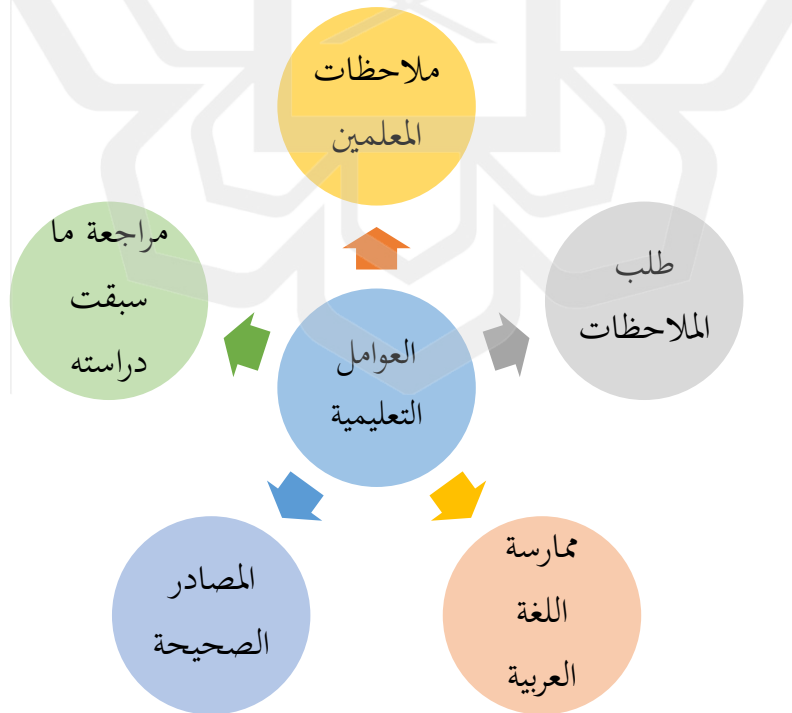 ملاحظات
المعلمين
طلب
الملاحظات
مراجعة ما
سبقت
دراسته
العوامل
التعليمية
ممارسة
اللغة
العربية
المصادر
الصحيحة